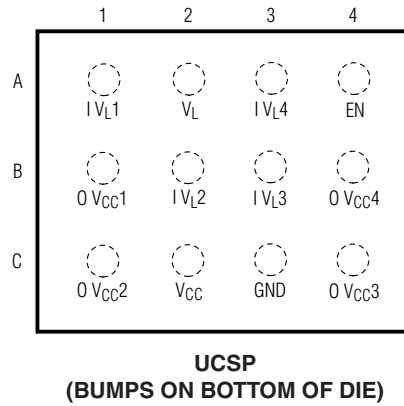 1 2 3 4
A
I VL1 VL I VL4 EN
B
O VCC1 I VL2 I VL3 O VCC4
C
O VCC2 VCC GND O VCC3
UCSP
(BUMPS ON BOTTOM OF DIE)